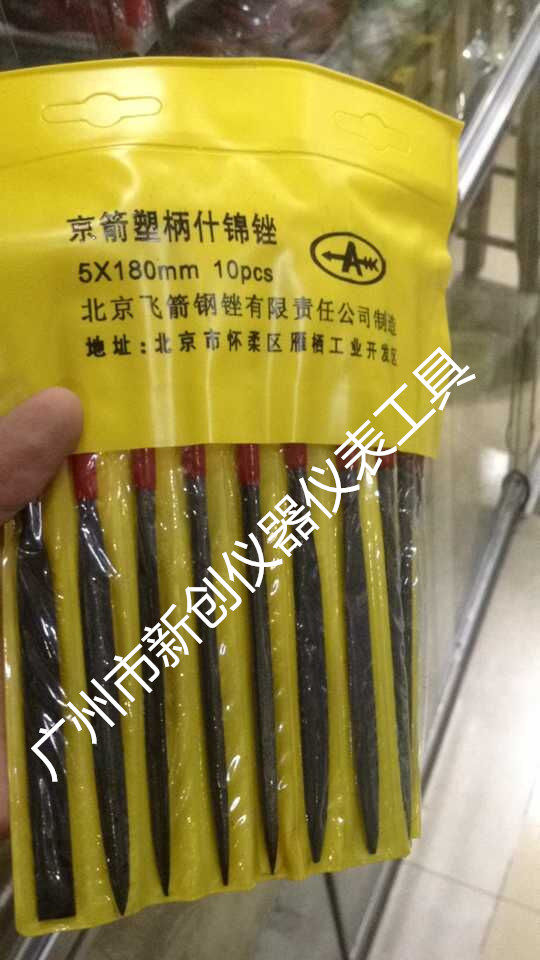 京箭塑柄什锦锉
5X180mm 10pcs
北京飞箭钢锉有限责任公司制造
地址：北京市怀柔区雁栖工业开发区
广州市新创仪器仪表工具